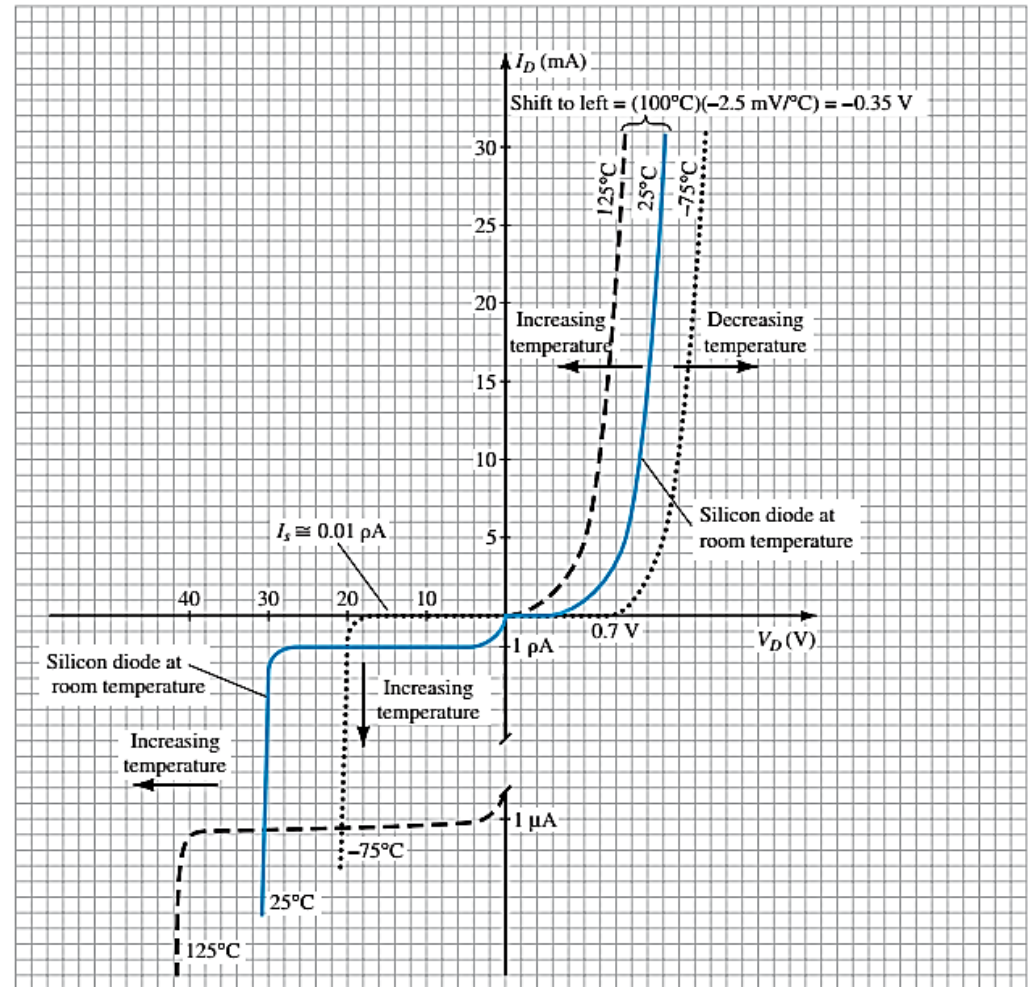 I_D (mA)
Shift to left = (100°C)(–2.5 mV/°C) = –0.35 V
30
125°C
25°C
–75°C
25
20
Increasing
temperature
Decreasing
temperature
15
10
Silicon diode at
room temperature
5
I_s ≅ 0.01 ρA
40
30
20
10
0
0.7 V
V_D (V)
1 ρA
Silicon diode at
room temperature
Increasing
temperature
Increasing
temperature
1 μA
–75°C
25°C
125°C